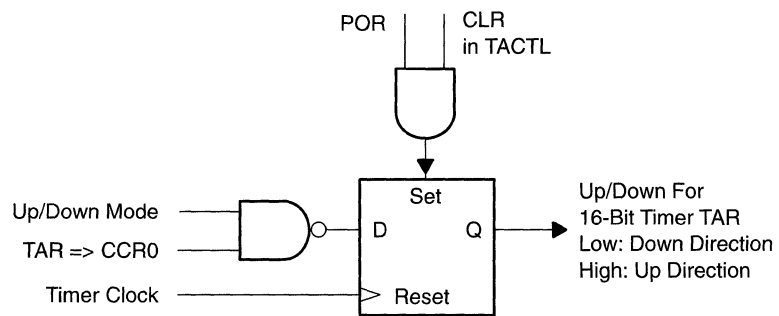 POR
CLR
in TACTL
Set
Up/Down Mode
TAR => CCR0
D
Q
Up/Down For
16-Bit Timer TAR
Low: Down Direction
High: Up Direction
Timer Clock
Reset